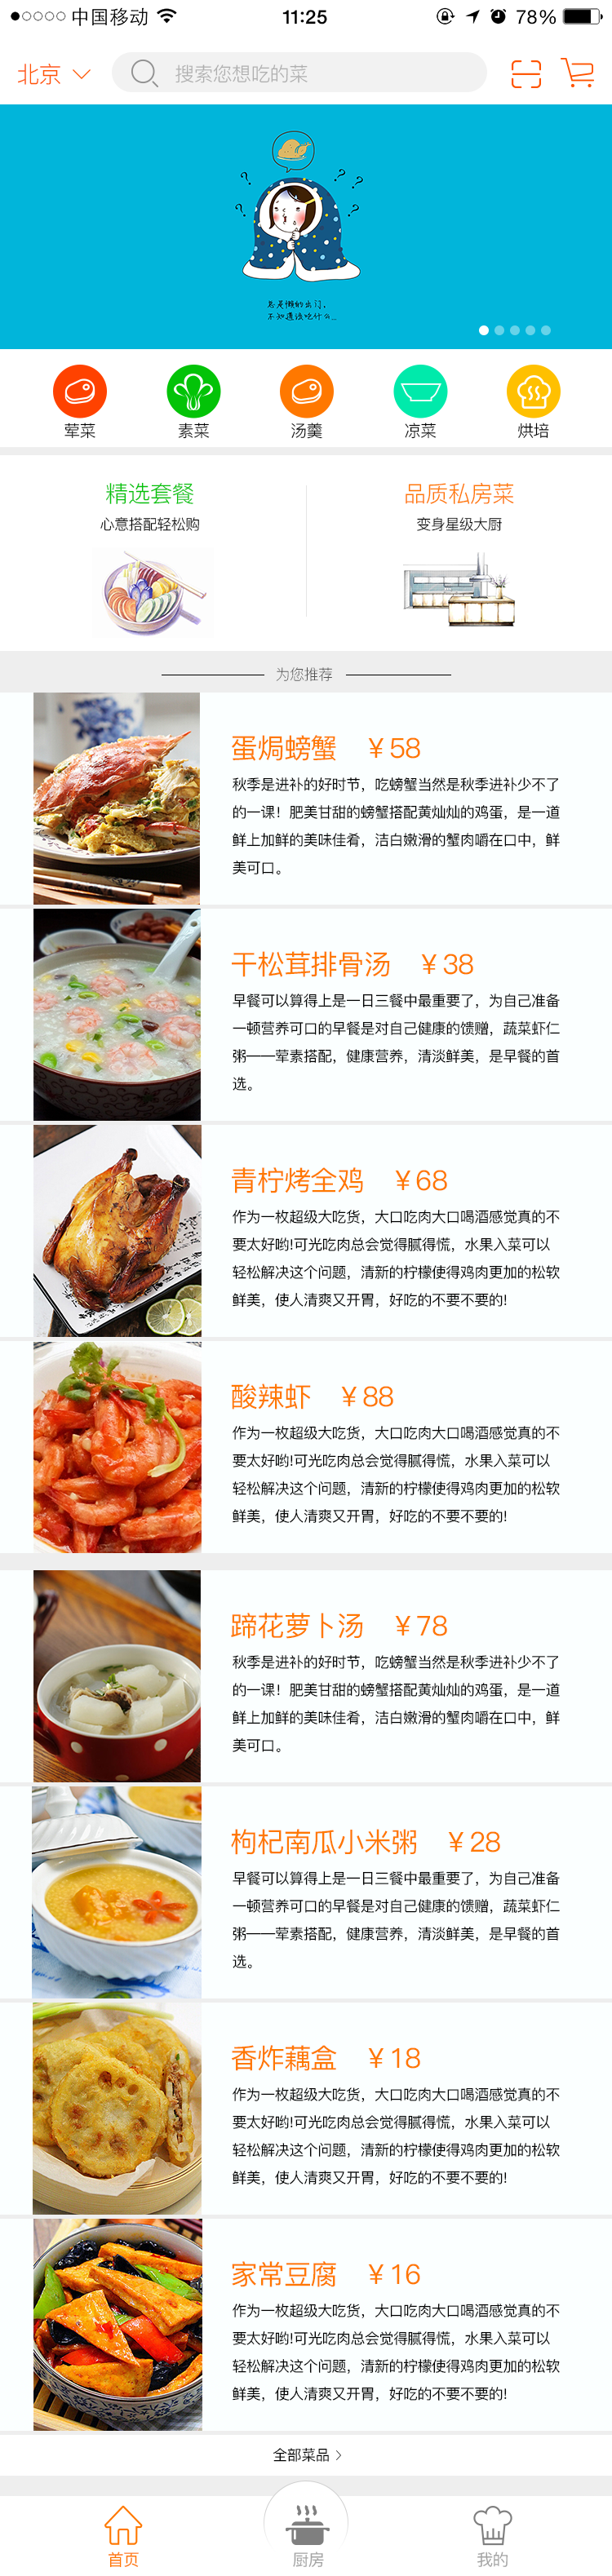 中国移动
11:25
78%
北京
搜索您想吃的菜
总是懒的出门,
不知道该吃什么...
荤菜
素菜
汤羹
凉菜
烘培
精选套餐
品质私房菜
心意搭配轻松购
变身星级大厨
为您推荐
蛋焗螃蟹 ￥58
秋季是进补的好时节，吃螃蟹当然是秋季进补少不了
的一课！肥美甘甜的螃蟹搭配黄灿灿的鸡蛋，是一道
鲜上加鲜的美味佳肴，洁白嫩滑的蟹肉嚼在口中，鲜
美可口。
干松茸排骨汤 ￥38
早餐可以算得上是一日三餐中最重要了，为自己准备
一顿营养可口的早餐是对自己健康的馈赠，蔬菜虾仁
粥——荤素搭配，健康营养，清淡鲜美，是早餐的首
选。
青柠烤全鸡 ￥68
作为一枚超级大吃货，大口吃肉大口喝酒感觉真的不
要太好哟!可光吃肉总会觉得腻得慌，水果入菜可以
轻松解决这个问题，清新的柠檬使得鸡肉更加的松软
鲜美，使人清爽又开胃，好吃的不要不要的!
酸辣虾 ￥88
作为一枚超级大吃货，大口吃肉大口喝酒感觉真的不
要太好哟!可光吃肉总会觉得腻得慌，水果入菜可以
轻松解决这个问题，清新的柠檬使得鸡肉更加的松软
鲜美，使人清爽又开胃，好吃的不要不要的!
蹄花萝卜汤 ￥78
秋季是进补的好时节，吃螃蟹当然是秋季进补少不了
的一课！肥美甘甜的螃蟹搭配黄灿灿的鸡蛋，是一道
鲜上加鲜的美味佳肴，洁白嫩滑的蟹肉嚼在口中，鲜
美可口。
枸杞南瓜小米粥 ￥28
早餐可以算得上是一日三餐中最重要了，为自己准备
一顿营养可口的早餐是对自己健康的馈赠，蔬菜虾仁
粥——荤素搭配，健康营养，清淡鲜美，是早餐的首
选。
香炸藕盒 ￥18
作为一枚超级大吃货，大口吃肉大口喝酒感觉真的不
要太好哟!可光吃肉总会觉得腻得慌，水果入菜可以
轻松解决这个问题，清新的柠檬使得鸡肉更加的松软
鲜美，使人清爽又开胃，好吃的不要不要的!
家常豆腐 ￥16
作为一枚超级大吃货，大口吃肉大口喝酒感觉真的不
要太好哟!可光吃肉总会觉得腻得慌，水果入菜可以
轻松解决这个问题，清新的柠檬使得鸡肉更加的松软
鲜美，使人清爽又开胃，好吃的不要不要的!
全部菜品 >
首页
厨房
我的